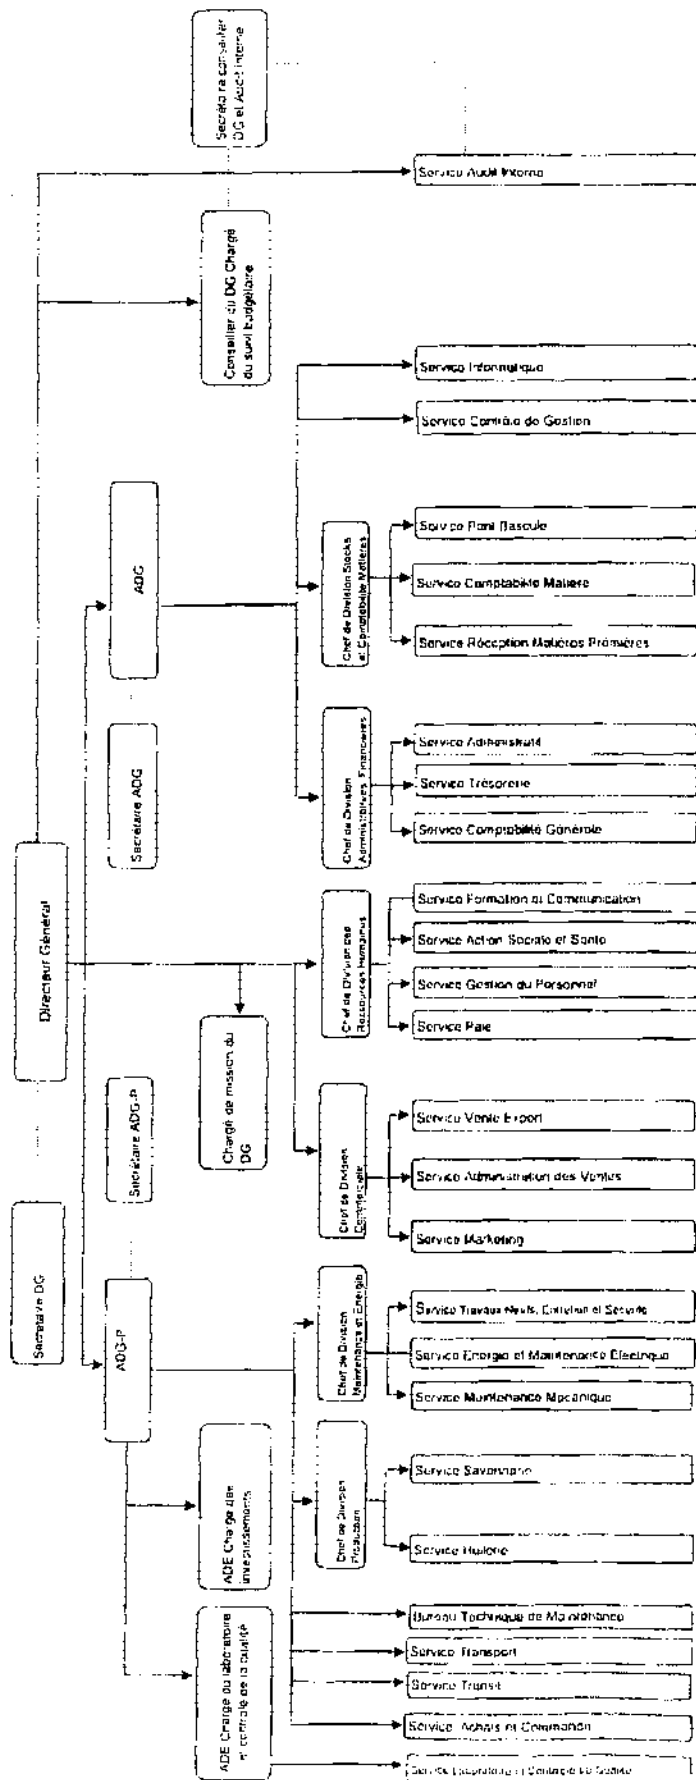 Secrétaire conseiller
DG et Audit Interne
Service Audit Interne
Conseiller du DG Chargé
du suivi budgétaire
Service Informatique
Service Contrôle de Gestion
ADG
Chef de Division Stocks
et Comptabilité Matières
Service Pont Bascule
Service Comptabilité Matière
Service Réception Matières Premières
Secrétaire ADG
Chef de Division
Administratives Financières
Service Administratif
Service Trésorerie
Service Comptabilité Générale
Directeur Général
Chef de Division des
Ressources Humaines
Service Formation et Communication
Service Action Sociale et Santé
Service Gestion du Personnel
Service Paie
Chargé de mission du
DG
Secrétaire ADG-P
Chef de Division
Commerciale
Service Vente Export
Service Administration des Ventes
Service Marketing
Secrétaire DG
ADG-P
Chef de Division
Maintenance et Energie
Service Travaux Neufs, Entretien et Sécurité
Service Energie et Maintenance Electrique
Service Maintenance Mécanique
ADE Chargé des
investissements
Chef de Division
Production
Service Savonnerie
Service Huilerie
ADE Chargé du laboratoire
et contrôle de la qualité
Bureau Technique de Maintenance
Service Transport
Service Transit
Service Achats et Commandes
Service Laboratoire et Contrôle de Qualité